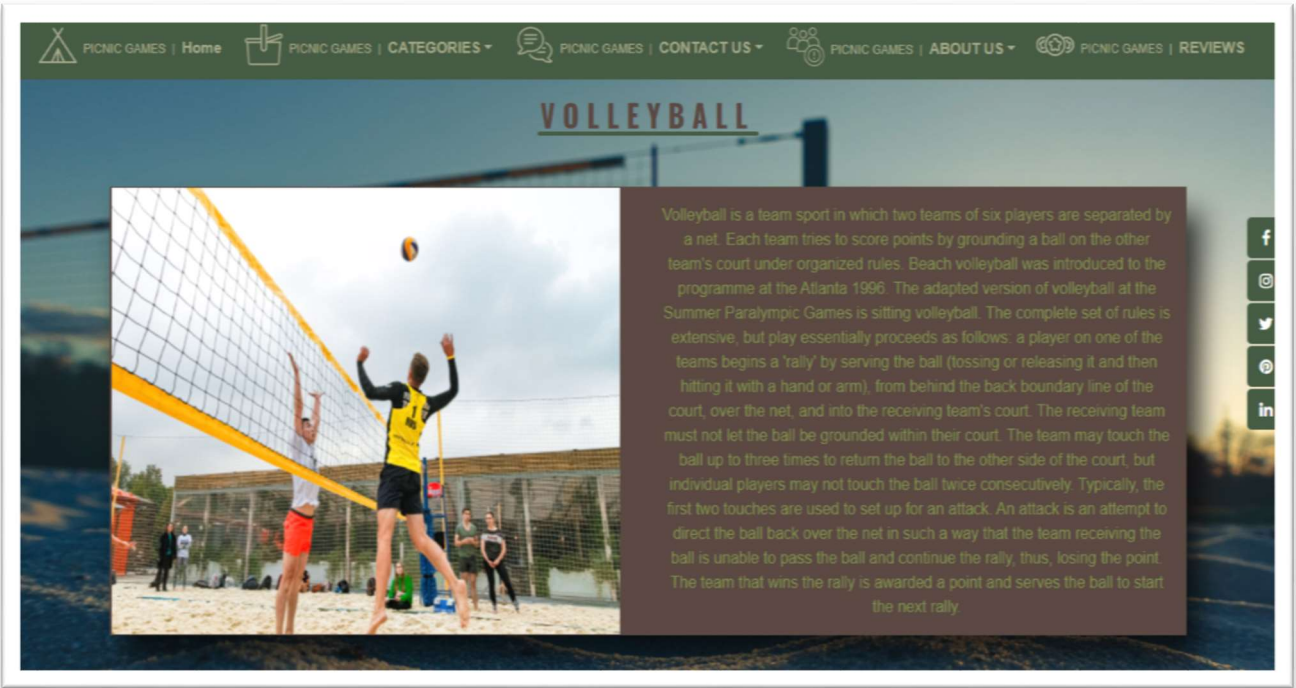 PICNIC GAMES | Home PICNIC GAMES | CATEGORIES PICNIC GAMES | CONTACT US PICNIC GAMES | ABOUT US PICNIC GAMES | REVIEWS
VOLLEYBALL
Volleyball is a team sport in which two teams of six players are separated by
a net. Each team tries to score points by grounding a ball on the other
team's court under organized rules. Beach volleyball was introduced to the
programme at the Atlanta 1996. The adapted version of volleyball at the
Summer Paralympic Games is sitting volleyball. The complete set of rules is
extensive, but play essentially proceeds as follows: a player on one of the
teams begins a 'rally' by serving the ball (tossing or releasing it and then
hitting it with a hand or arm), from behind the back boundary line of the
court, over the net, and into the receiving team's court. The receiving team
must not let the ball be grounded within their court. The team may touch the
ball up to three times to return the ball to the other side of the court, but
individual players may not touch the ball twice consecutively. Typically, the
first two touches are used to set up for an attack. An attack is an attempt to
direct the ball back over the net in such a way that the team receiving the
ball is unable to pass the ball and continue the rally, thus, losing the point.
The team that wins the rally is awarded a point and serves the ball to start
the next rally.
1
f
in